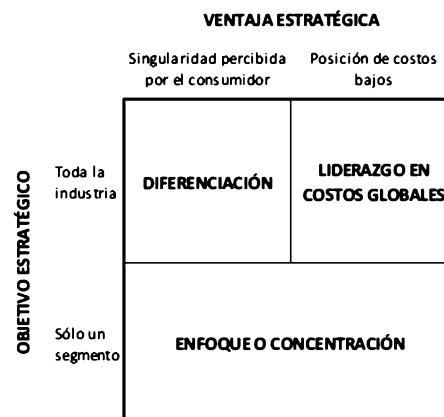 VENTAJA ESTRATÉGICA
Singularidad percibida
por el consumidor
Posición de costos
bajos
OBJETIVO ESTRATÉGICO
Toda la
industria
DIFERENCIACIÓN
LIDERAZGO EN
COSTOS GLOBALES
Sólo un
segmento
ENFOQUE O CONCENTRACIÓN